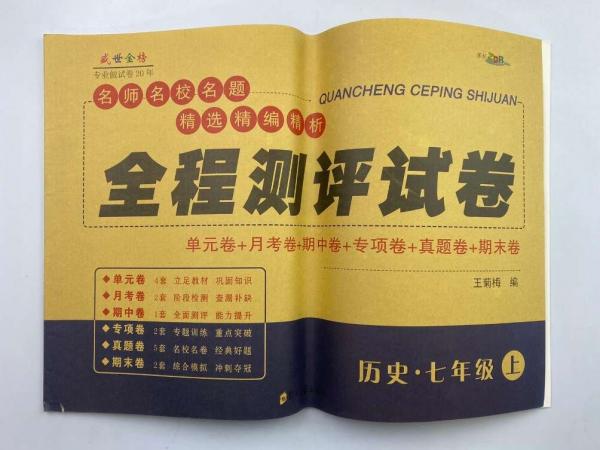 盛世金榜
专业做试卷20年
名师名校名题
精选精编精析
QUANCHENG CEPING SHIJUAN
全程测评试卷
单元卷+月考卷+期中卷+专项卷+真题卷+期末卷
王菊梅 编
◆单元卷 4套 立足教材 巩固知识
◆月考卷 2套 阶段检测 查漏补缺
◆期中卷 1套 全面测评 能力提升
◆专项卷 2套 专题训练 重点突破
◆真题卷 5套 名校名卷 经典好题
◆期末卷 2套 综合模拟 冲刺夺冠
历史·七年级 上